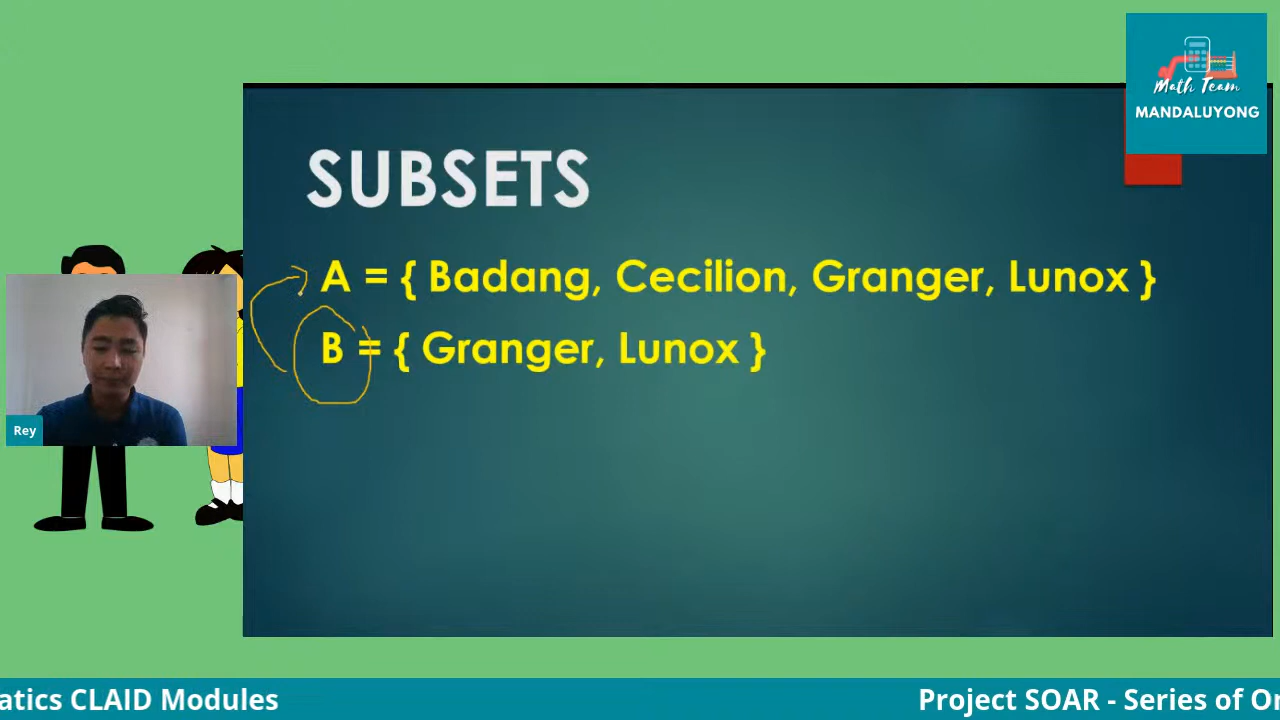 Math Team
MANDALUYONG
SUBSETS
A = { Badang, Cecilion, Granger, Lunox }
B = { Granger, Lunox }
Rey
atics CLAID Modules
Project SOAR - Series of Or